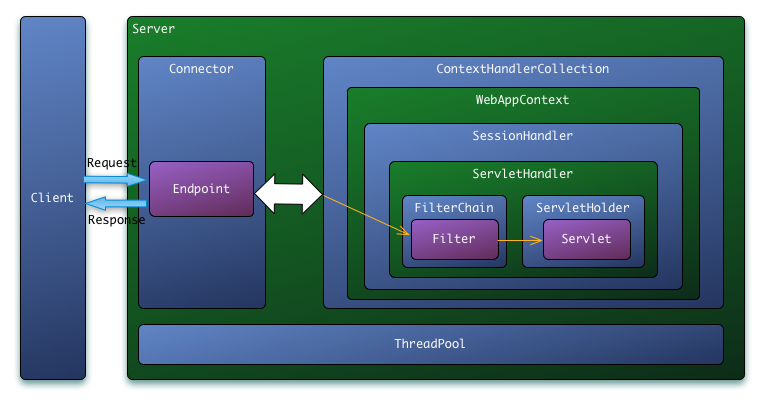 Server
Connector
ContextHandlerCollection
WebAppContext
SessionHandler
Request
ServletHandler
Endpoint
Client
FilterChain
ServletHolder
Response
Filter
Servlet
ThreadPool